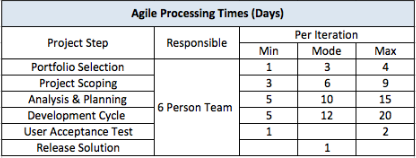 Agile Processing Times (Days)
Project Step Responsible Per Iteration
Min Mode Max
Portfolio Selection 1 3 4
Project Scoping 3 6 9
Analysis & Planning 5 10 15
6 Person Team
Development Cycle 5 12 20
User Acceptance Test 1 2
Release Solution 1